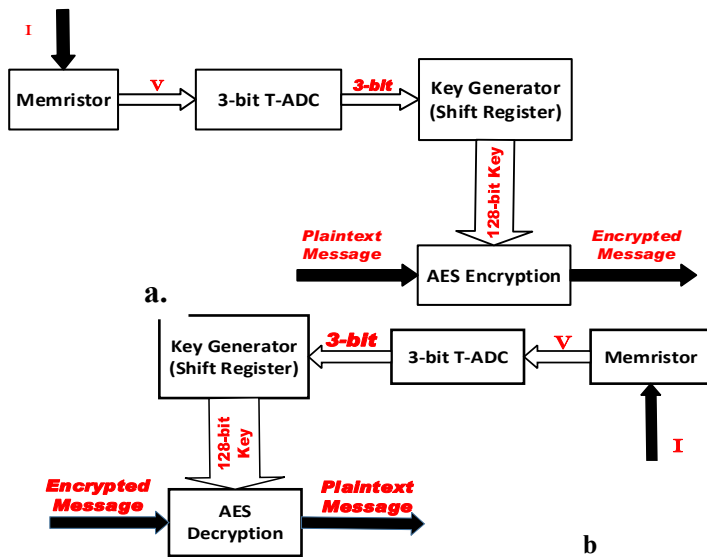 I
Memristor
V
3-bit T-ADC
3-bit
Key Generator
(Shift Register)
128-bit Key
Plaintext
Message
AES Encryption
Encrypted
Message
a.
Key Generator
(Shift Register)
3-bit
3-bit T-ADC
V
Memristor
I
128-bit
Key
Encrypted
Message
AES
Decryption
Plaintext
Message
b